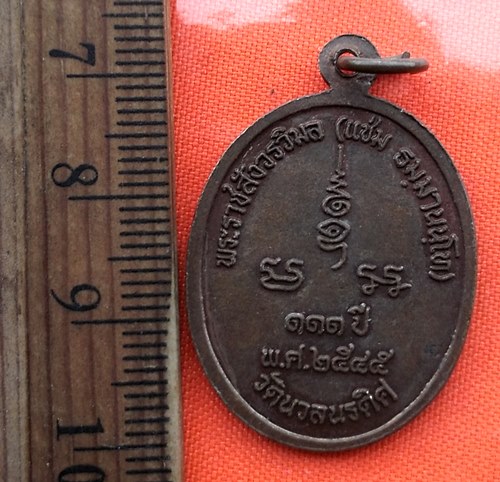 พระราชสังวรวิมล (แช่ม ธมฺมานนฺโท)
๑๑๑ ปี
พ.ศ.๒๕๔๕
วัดนวลนรดิศ
7
8
9
10